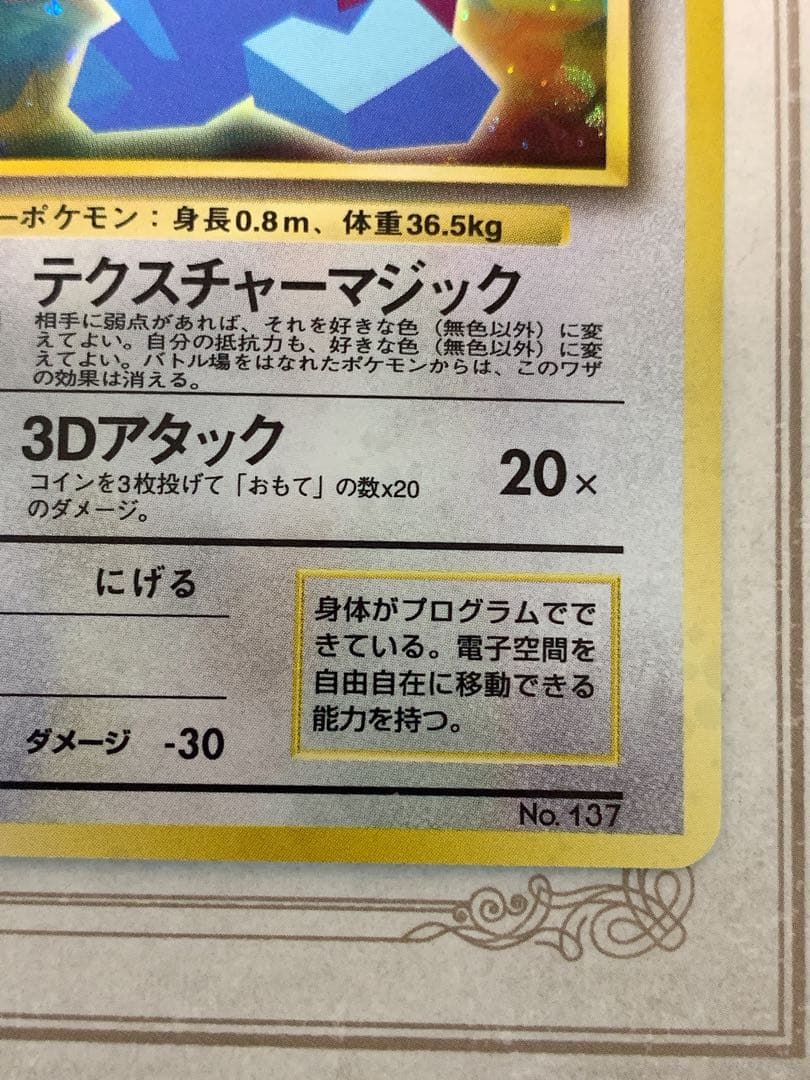 ーポケモン：身長0.8m、体重36.5kg
テクスチャーマジック
相手に弱点があれば、それを好きな色（無色以外）に変
えてよい。自分の抵抗力も、好きな色（無色以外）に変
えてよい。バトル場をはなれたポケモンからは、このワザ
の効果は消える。
3Dアタック
20×
コインを3枚投げて「おもて」の数x20
のダメージ。
にげる
身体がプログラムでで
きている。電子空間を
自由自在に移動できる
能力を持つ。
ダメージ -30
No. 137